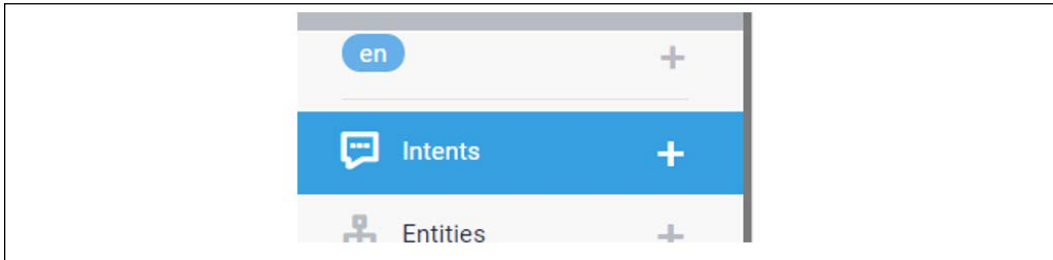 en +
Intents +
Entities +